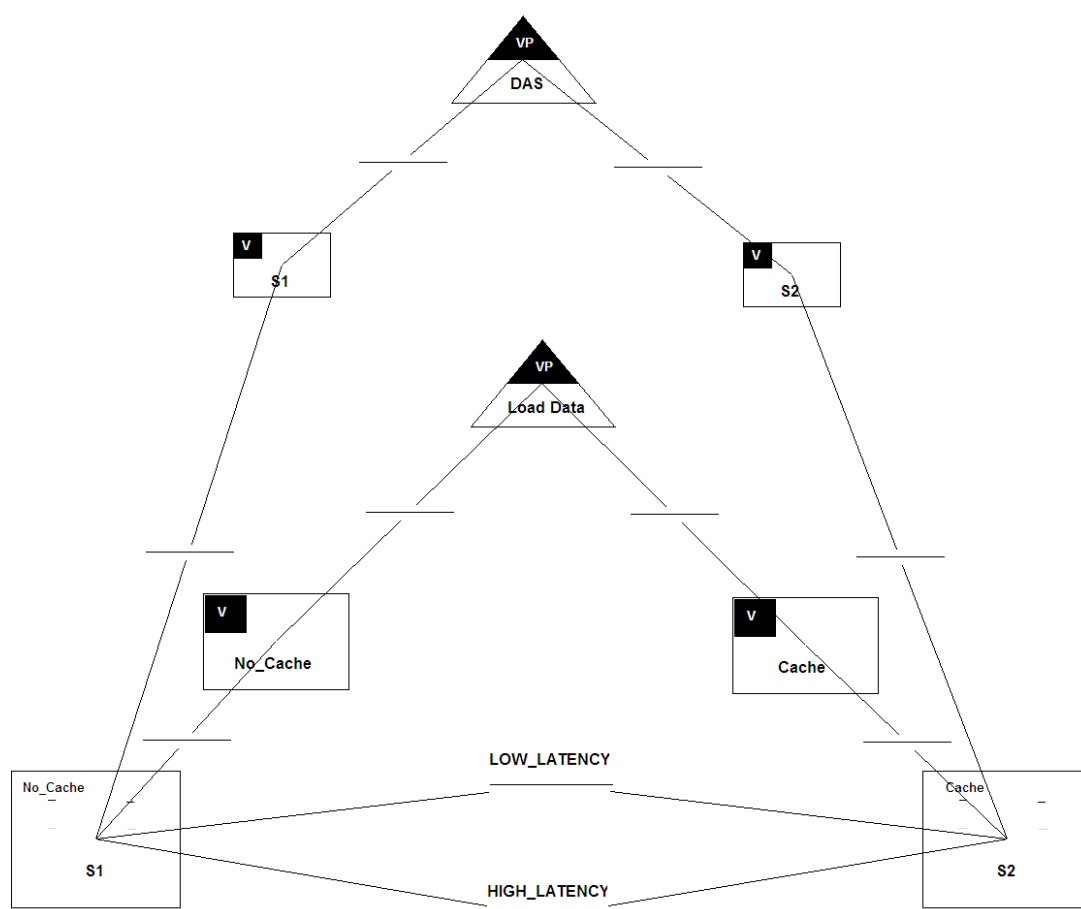 VP
DAS
V
S1
V
S2
VP
Load Data
V
No_Cache
V
Cache
LOW_LATENCY
No_Cache
Cache
S1
S2
HIGH_LATENCY